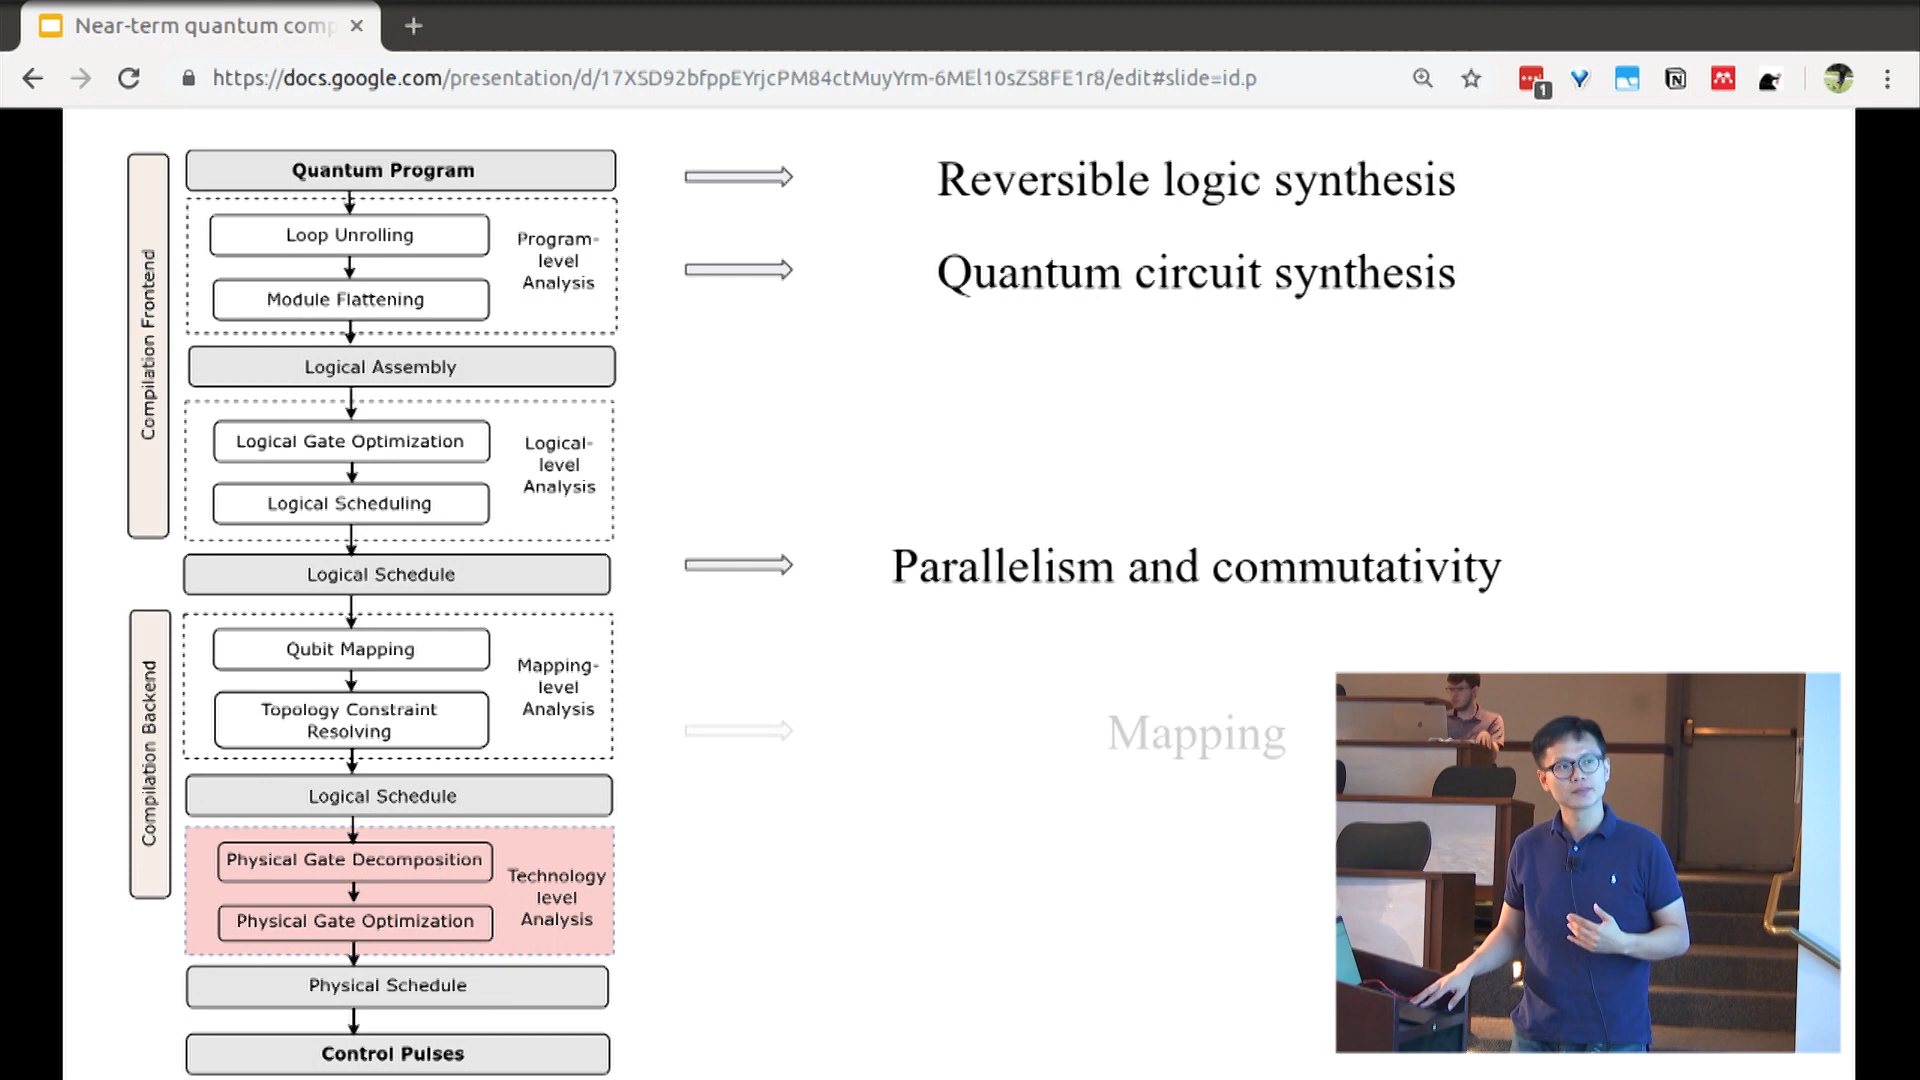 Near-term quantum comp
https://docs.google.com/presentation/d/17XSD92bfppEYrjcPM84ctMuyYrm-6MEl10sZS8FE1r8/edit#slide=id.p
1
Compilation Frontend
Quantum Program
Loop Unrolling
Module Flattening
Program-
level
Analysis
Logical Assembly
Logical Gate Optimization
Logical Scheduling
Logical-
level
Analysis
Logical Schedule
Compilation Backend
Qubit Mapping
Topology Constraint
Resolving
Mapping-
level
Analysis
Logical Schedule
Physical Gate Decomposition
Physical Gate Optimization
Technology
level
Analysis
Physical Schedule
Control Pulses
Reversible logic synthesis
Quantum circuit synthesis
Parallelism and commutativity
Mapping